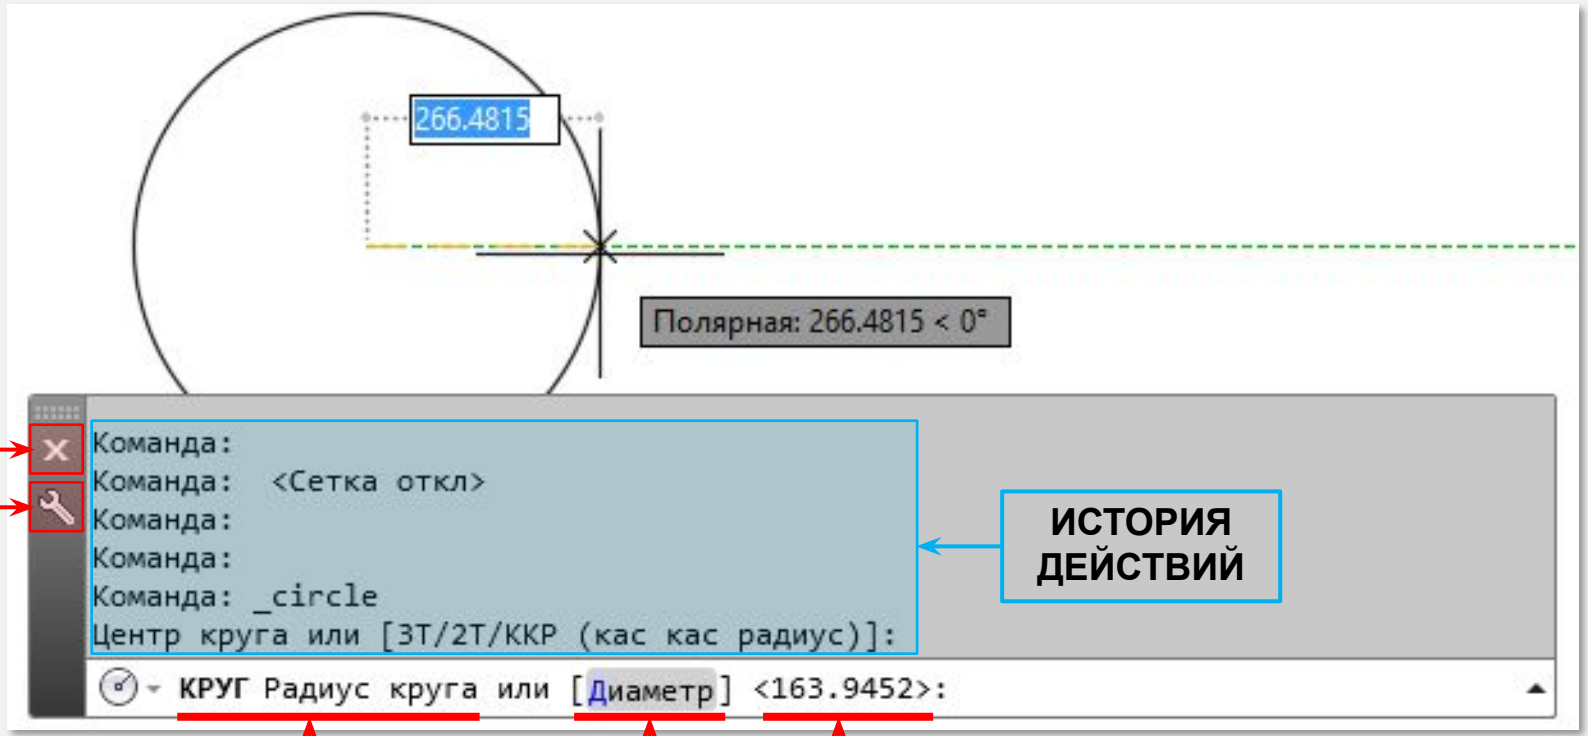 266.4815
Полярная: 266.4815 < 0°
Команда:
Команда:  <Сетка откл>
Команда:
Команда:
Команда: _circle
Центр круга или [3Т/2Т/ККР (кас кас радиус)]:
ИСТОРИЯ
ДЕЙСТВИЙ
КРУГ Радиус круга или [Диаметр] <163.9452>: